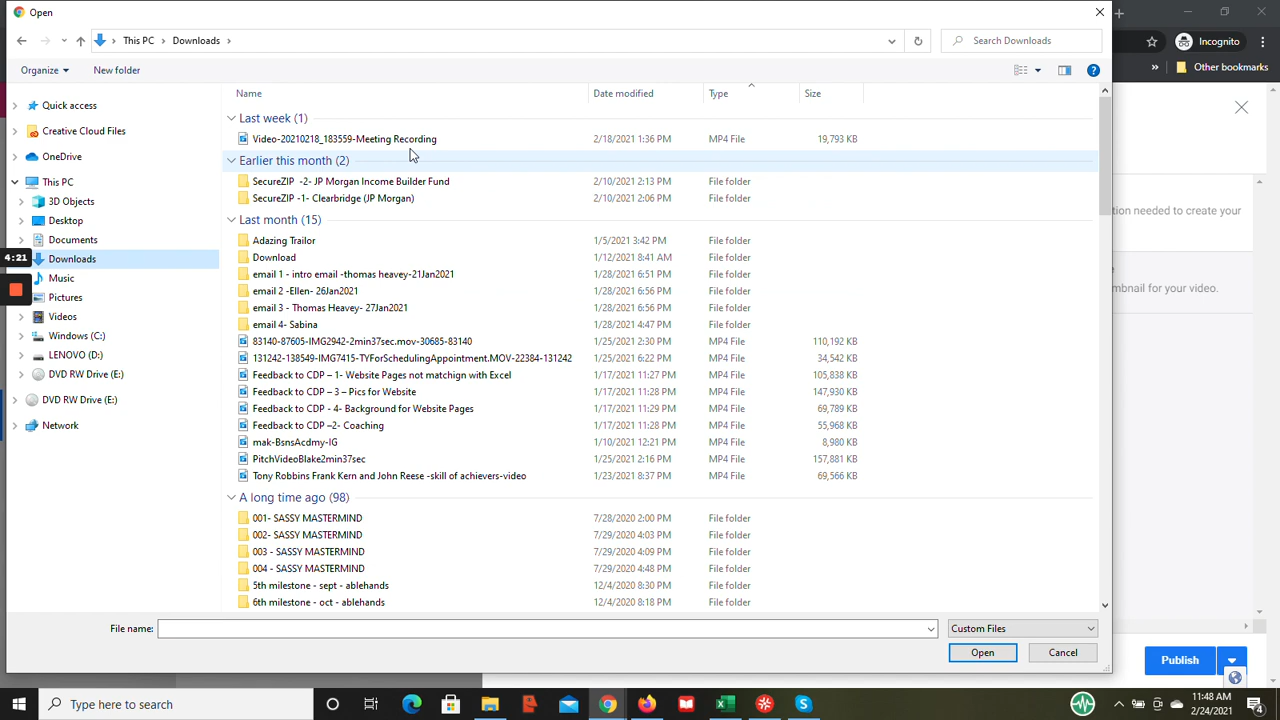 Open
This PC > Downloads >
Search Downloads
Incognito
Organize
New folder
Other bookmarks
Name
Date modified
Type
Size
Quick access
Creative Cloud Files
OneDrive
This PC
3D Objects
Desktop
Documents
Downloads
Music
Pictures
Videos
Windows (C:)
LENOVO (D:)
DVD RW Drive (E:)
DVD RW Drive (E:)
Network
4:21
Last week (1)
Video-20210218_183559-Meeting Recording 2/18/2021 1:36 PM MP4 File 19,793 KB
Earlier this month (2)
SecureZIP -2- JP Morgan Income Builder Fund 2/10/2021 2:13 PM File folder
SecureZIP -1- Clearbridge (JP Morgan) 2/10/2021 2:06 PM File folder
Last month (15)
Adazing Trailor 1/5/2021 3:42 PM File folder
Download 1/12/2021 8:41 AM File folder
email 1 - intro email -thomas heavey-21Jan2021 1/28/2021 6:51 PM File folder
email 2 -Ellen- 26Jan2021 1/28/2021 6:56 PM File folder
email 3 - Thomas Heavey- 27Jan2021 1/28/2021 6:56 PM File folder
email 4- Sabina 1/28/2021 4:47 PM File folder
83140-87605-IMG2942-2min37sec.mov-30685-83140 1/25/2021 2:30 PM MP4 File 110,192 KB
131242-138549-IMG7415-TYForSchedulingAppointment.MOV-22384-131242 1/25/2021 6:22 PM MP4 File 34,542 KB
Feedback to CDP – 1- Website Pages not matchign with Excel 1/17/2021 11:27 PM MP4 File 105,838 KB
Feedback to CDP – 3 – Pics for Website 1/17/2021 11:28 PM MP4 File 147,930 KB
Feedback to CDP - 4- Background for Website Pages 1/17/2021 11:29 PM MP4 File 69,789 KB
Feedback to CDP –2- Coaching 1/17/2021 11:28 PM MP4 File 55,968 KB
mak-BsnsAcdmy-IG 1/10/2021 12:21 PM MP4 File 8,980 KB
PitchVideoBlake2min37sec 1/25/2021 2:16 PM MP4 File 157,881 KB
Tony Robbins Frank Kern and John Reese -skill of achievers-video 1/23/2021 8:37 PM MP4 File 69,566 KB
A long time ago (98)
001- SASSY MASTERMIND 7/28/2020 2:00 PM File folder
002- SASSY MASTERMIND 7/29/2020 4:03 PM File folder
003 - SASSY MASTERMIND 7/29/2020 4:09 PM File folder
004 - SASSY MASTERMIND 7/29/2020 4:48 PM File folder
5th milestone - sept - ablehands 12/4/2020 8:30 PM File folder
6th milestone - oct - ablehands 12/4/2020 8:18 PM File folder
needed to create your
for your video.
File name:
Custom Files
Open
Cancel
Publish
Type here to search
11:48 AM
2/24/2021
4